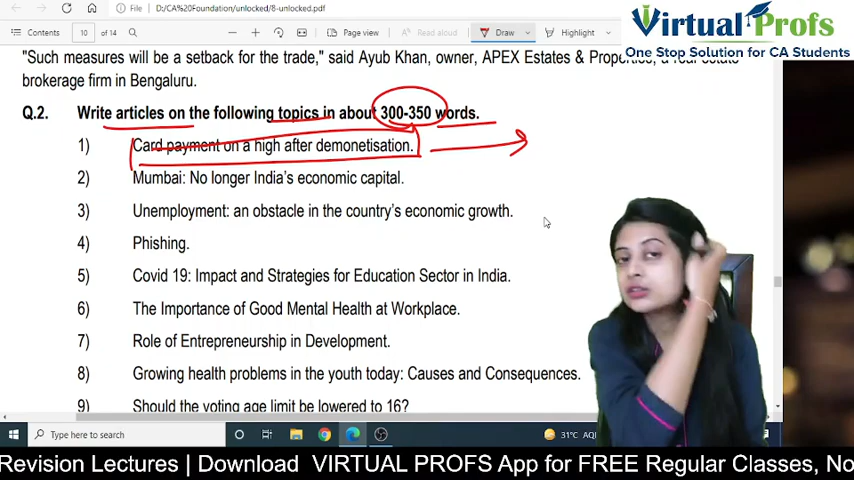 File
D:/CA Foundation/unlocked/8-unlocked.pdf
Virtual Profs
One Stop Solution for CA Students
Contents
10 of 14
Page view
Read aloud
Draw
Highlight
"Such measures will be a setback for the trade," said Ayub Khan, owner, APEX Estates & Properties, a real estate
brokerage firm in Bengaluru.
Q.2. Write articles on the following topics in about 300-350 words.
1) Card payment on a high after demonetisation.
2) Mumbai: No longer India's economic capital.
3) Unemployment: an obstacle in the country's economic growth.
4) Phishing.
5) Covid 19: Impact and Strategies for Education Sector in India.
6) The Importance of Good Mental Health at Workplace.
7) Role of Entrepreneurship in Development.
8) Growing health problems in the youth today: Causes and Consequences.
9) Should the voting age limit be lowered to 16?
Type here to search
31°C AQI
Revision Lectures | Download VIRTUAL PROFS App for FREE Regular Classes, No